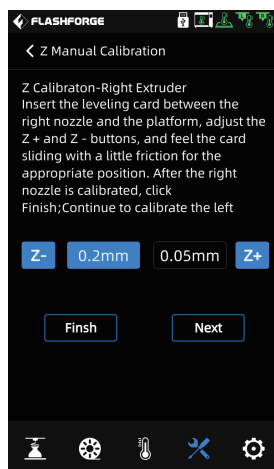 FLASHFORGE
Z Manual Calibration
Z Calibraton-Right Extruder
Insert the leveling card between the
right nozzle and the platform, adjust the
Z + and Z - buttons, and feel the card
sliding with a little friction for the
appropriate position. After the right
nozzle is calibrated, click
Finish;Continue to calibrate the left
Z- 0.2mm 0.05mm Z+
Finsh Next